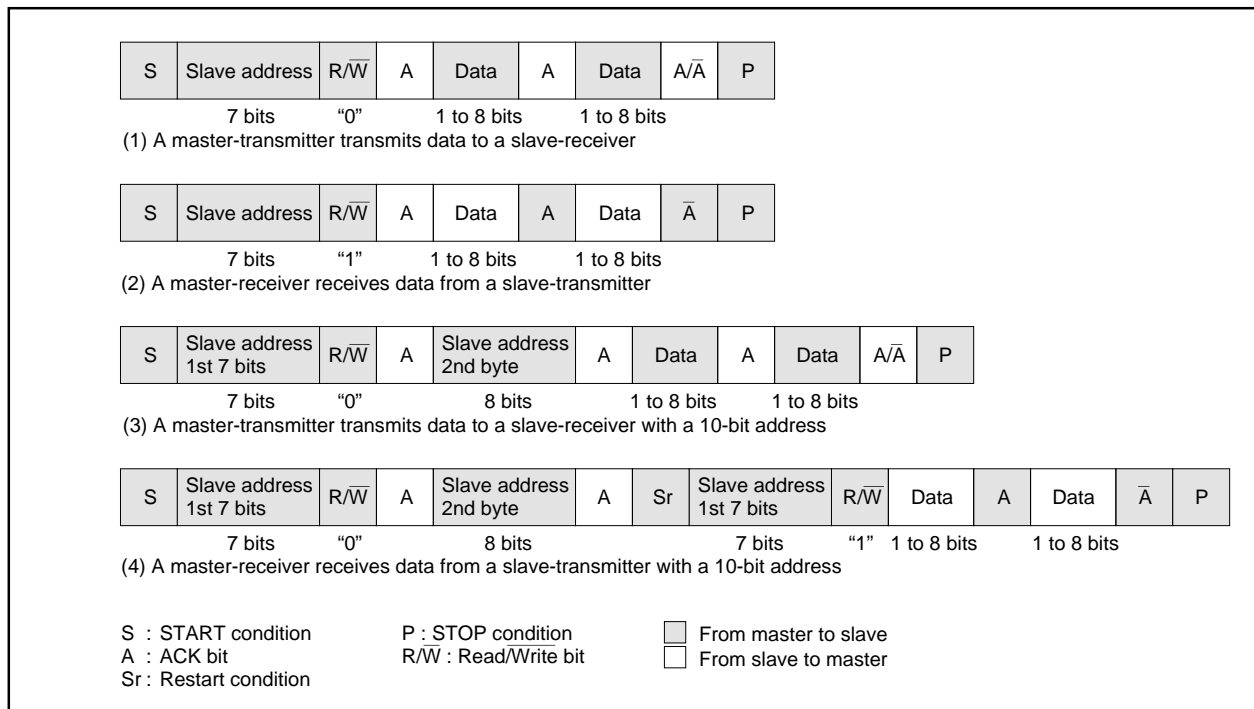 S Slave address R/W̅ A Data A Data A/A̅ P
7 bits “0” 1 to 8 bits 1 to 8 bits
(1) A master-transmitter transmits data to a slave-receiver
S Slave address R/W̅ A Data A Data A̅ P
7 bits “1” 1 to 8 bits 1 to 8 bits
(2) A master-receiver receives data from a slave-transmitter
S Slave address 1st 7 bits R/W̅ A Slave address 2nd byte A Data A Data A/A̅ P
7 bits “0” 8 bits 1 to 8 bits 1 to 8 bits
(3) A master-transmitter transmits data to a slave-receiver with a 10-bit address
S Slave address 1st 7 bits R/W̅ A Slave address 2nd byte A Sr Slave address 1st 7 bits R/W̅ Data A Data A̅ P
7 bits “0” 8 bits 7 bits “1” 1 to 8 bits 1 to 8 bits
(4) A master-receiver receives data from a slave-transmitter with a 10-bit address
S : START condition P : STOP condition From master to slave
A : ACK bit R/W̅ : Read/W̅r̅i̅t̅e̅ bit From slave to master
Sr : Restart condition